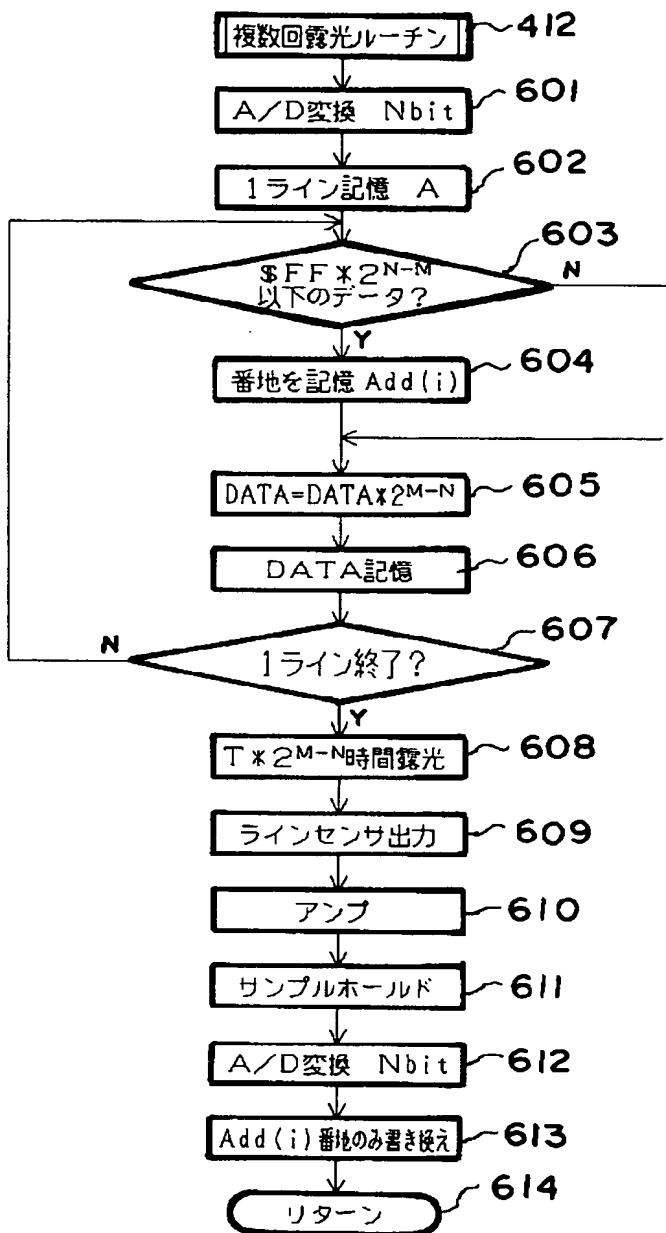 複数回露光ルーチン 412
A/D変換 Nbit 601
1ライン記憶 A 602
603
$FF*2^{N-M} N
以下のデータ?
Y
番地を記憶 Add(i) 604
DATA=DATA*2^{M-N} 605
DATA記憶 606
N 607
1ライン終了?
Y
T*2^{M-N}時間露光 608
ラインセンサ出力 609
アンプ 610
サンプルホールド 611
A/D変換 Nbit 612
Add(i)番地のみ書き換え 613
リターン 614